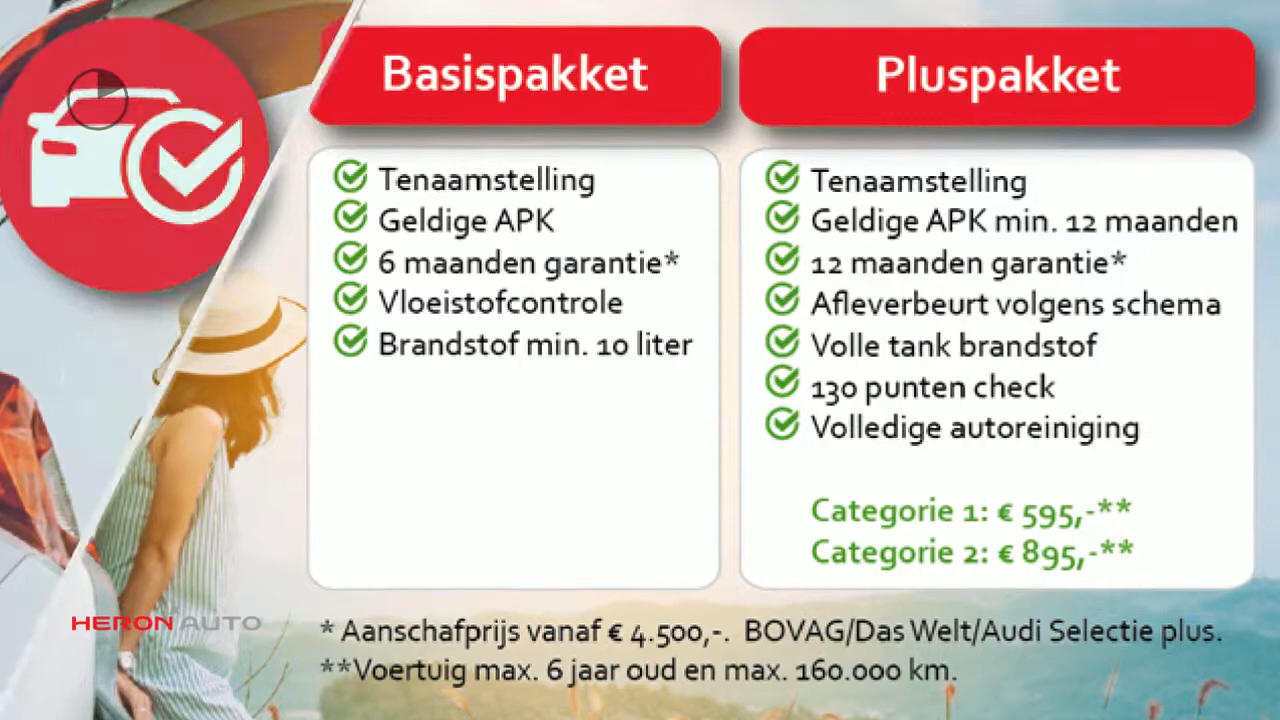 Basispakket
Tenaamstelling
Geldige APK
6 maanden garantie*
Vloeistofcontrole
Brandstof min. 10 liter
Pluspakket
Tenaamstelling
Geldige APK min. 12 maanden
12 maanden garantie*
Afleverbeurt volgens schema
Volle tank brandstof
130 punten check
Volledige autoreiniging
Categorie 1: € 595,-**
Categorie 2: € 895,-**
HERON AUTO
* Aanschafprijs vanaf € 4.500,-. BOVAG/Das Welt/Audi Selectie plus.
**Voertuig max. 6 jaar oud en max. 160.000 km.